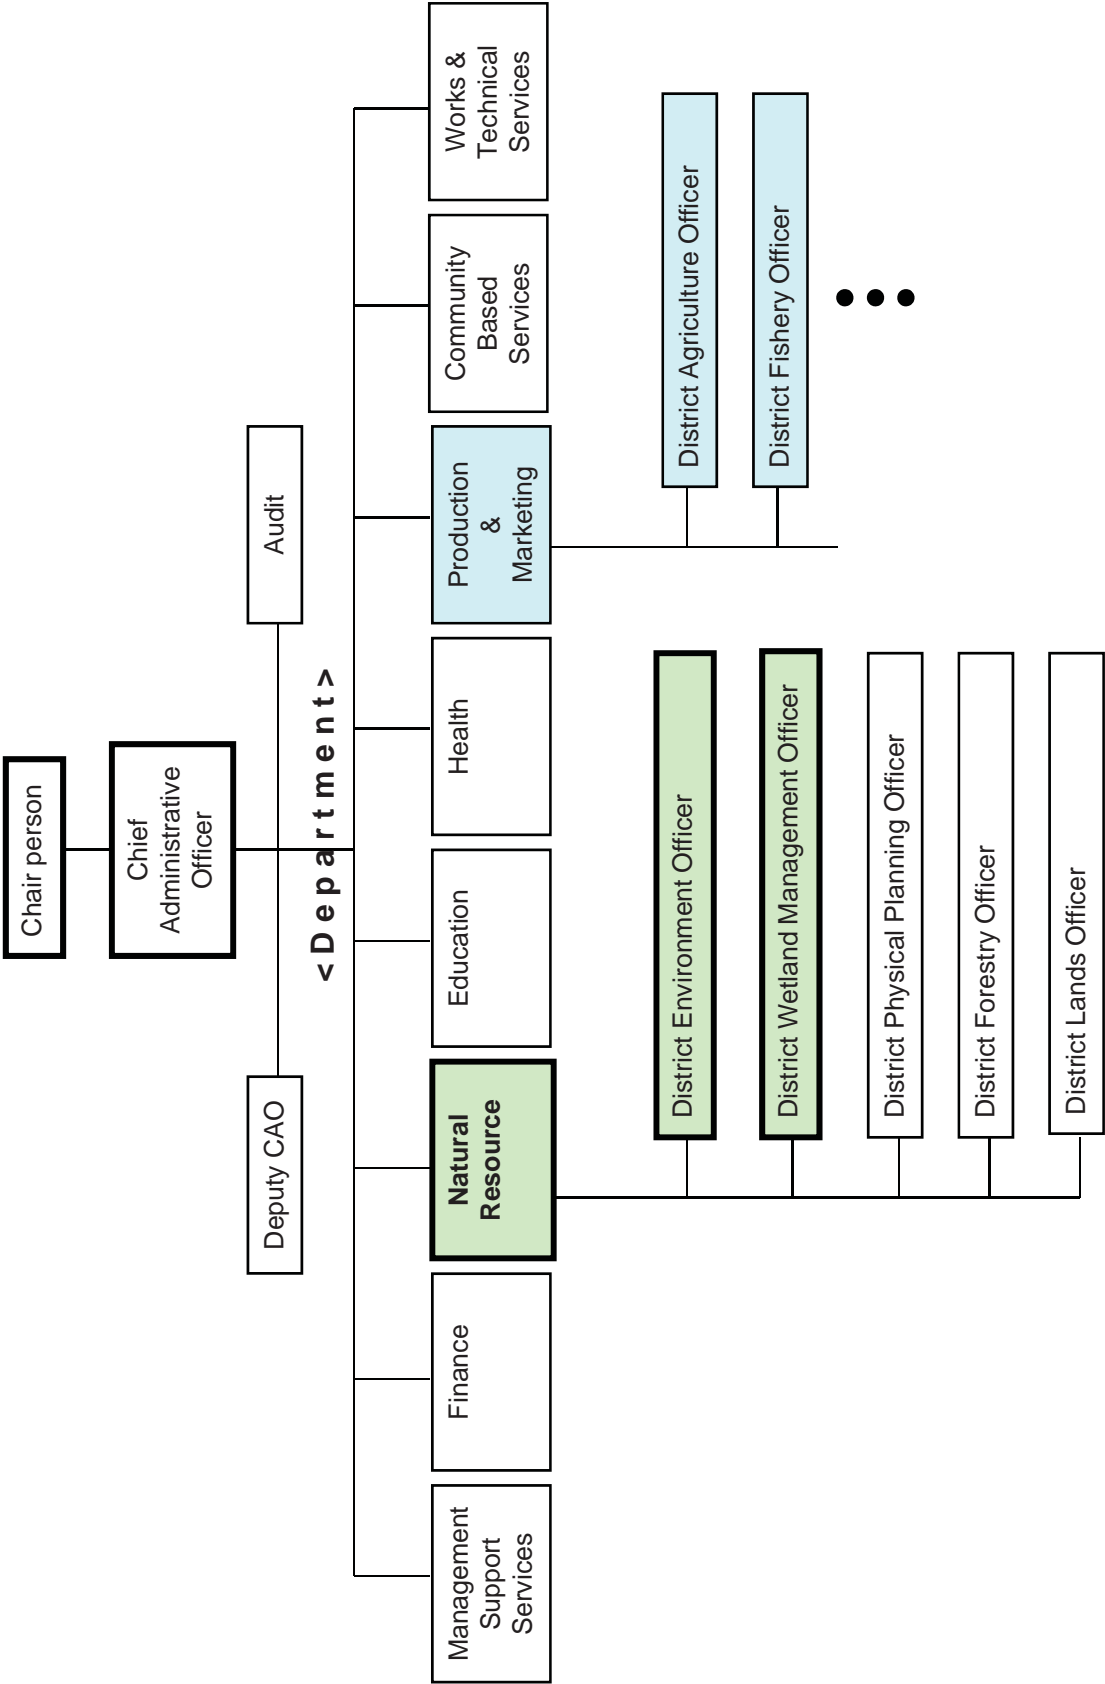 Chair person
Chief
Administrative
Officer
Deputy CAO
Audit
<Department>
Management
Support
Services
Finance
Natural
Resource
Education
Health
Production
&
Marketing
Community
Based
Services
Works &
Technical
Services
District Environment Officer
District Wetland Management Officer
District Physical Planning Officer
District Forestry Officer
District Lands Officer
District Agriculture Officer
District Fishery Officer